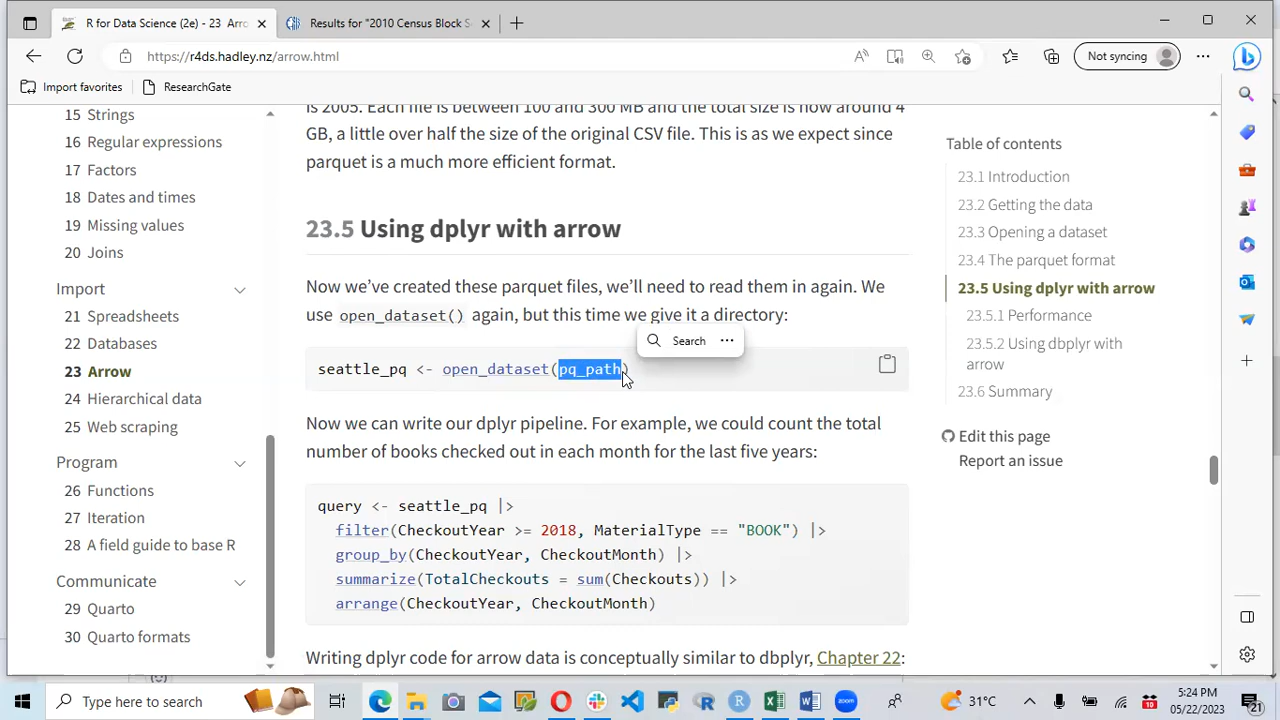 R for Data Science (2e) - 23 Arro
Results for "2010 Census Block S
https://r4ds.hadley.nz/arrow.html
Not syncing
Import favorites
ResearchGate
15 Strings
16 Regular expressions
17 Factors
18 Dates and times
19 Missing values
20 Joins
Import
21 Spreadsheets
22 Databases
23 Arrow
24 Hierarchical data
25 Web scraping
Program
26 Functions
27 Iteration
28 A field guide to base R
Communicate
29 Quarto
30 Quarto formats
is 2005. Each file is between 100 and 300 MB and the total size is now around 4
GB, a little over half the size of the original CSV file. This is as we expect since
parquet is a much more efficient format.
23.5 Using dplyr with arrow
Now we've created these parquet files, we'll need to read them in again. We
use open_dataset() again, but this time we give it a directory:
Search
seattle_pq <- open_dataset(pq_path)
Now we can write our dplyr pipeline. For example, we could count the total
number of books checked out in each month for the last five years:
query <- seattle_pq |>
filter(CheckoutYear >= 2018, MaterialType == "BOOK") |>
group_by(CheckoutYear, CheckoutMonth) |>
summarize(TotalCheckouts = sum(Checkouts)) |>
arrange(CheckoutYear, CheckoutMonth)
Writing dplyr code for arrow data is conceptually similar to dbplyr, Chapter 22:
Table of contents
23.1 Introduction
23.2 Getting the data
23.3 Opening a dataset
23.4 The parquet format
23.5 Using dplyr with arrow
23.5.1 Performance
23.5.2 Using dbplyr with
arrow
23.6 Summary
Edit this page
Report an issue
Type here to search
31°C
5:24 PM
05/22/2023
21